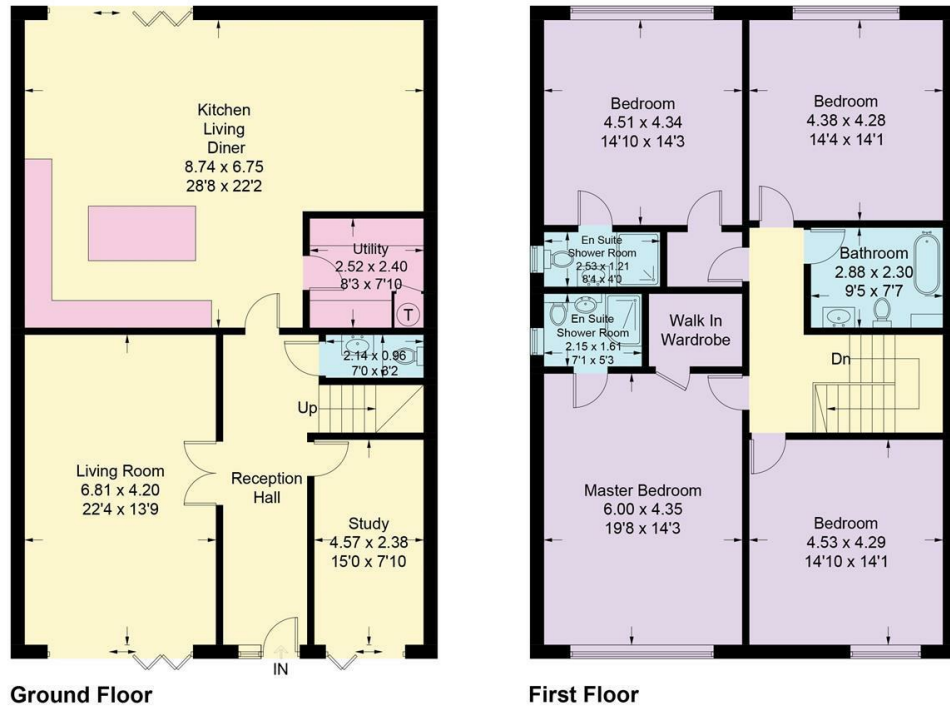 Kitchen
Living
Diner
8.74 x 6.75
28'8 x 22'2
Utility
2.52 x 2.40
8'3 x 7'10
T
2.14 x 0.96
7'0 x 3'2
Up
Living Room
6.81 x 4.20
22'4 x 13'9
Reception
Hall
Study
4.57 x 2.38
15'0 x 7'10
IN
Ground Floor
Bedroom
4.51 x 4.34
14'10 x 14'3
Bedroom
4.38 x 4.28
14'4 x 14'1
En Suite
Shower Room
2.53 x 1.21
8'4 x 4'0
Bathroom
2.88 x 2.30
9'5 x 7'7
En Suite
Shower Room
2.15 x 1.61
7'1 x 5'3
Walk In
Wardrobe
Dn
Master Bedroom
6.00 x 4.35
19'8 x 14'3
Bedroom
4.53 x 4.29
14'10 x 14'1
First Floor